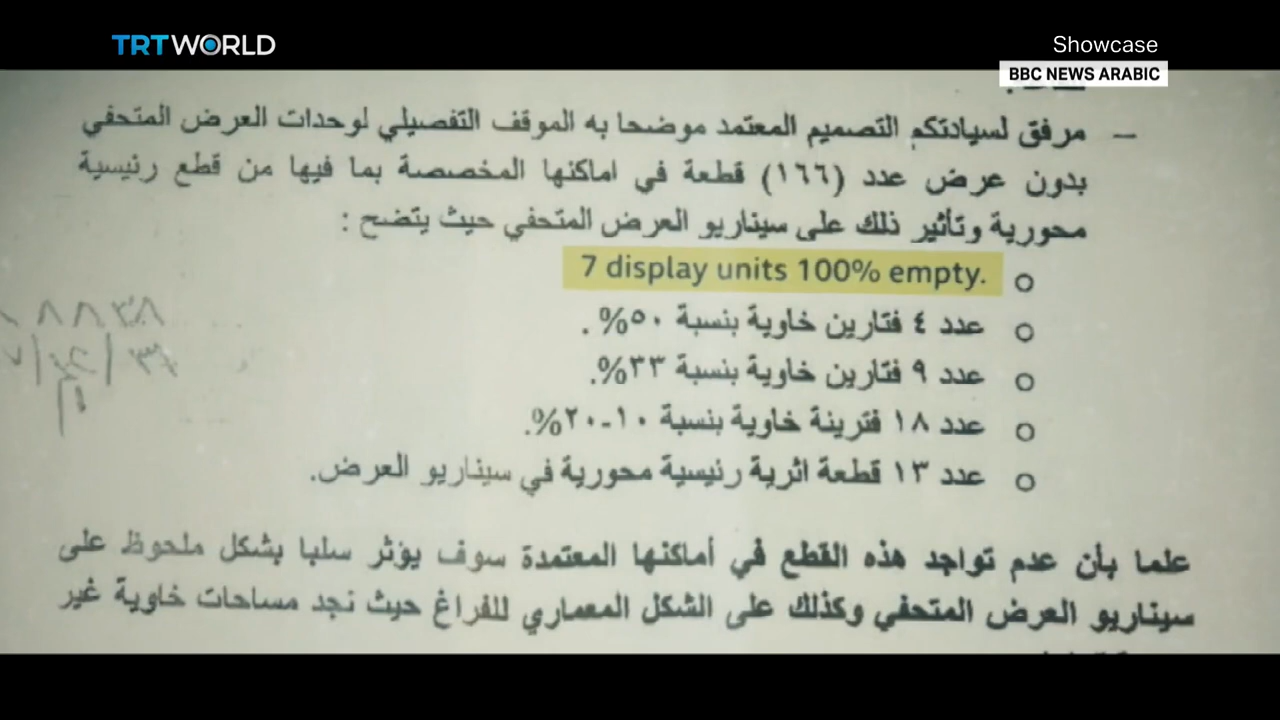 TRT WORLD
Showcase
BBC NEWS ARABIC
– مرفق لسيادتكم التصميم المعتمد موضحا به الموقف التفصيلي لوحدات العرض المتحفي
بدون عرض عدد (١٦٦) قطعة في اماكنها المخصصة بما فيها من قطع رئيسية
محورية وتأثير ذلك على سيناريو العرض المتحفي حيث يتضح :
7 display units 100% empty.
عدد ٤ فتارين خاوية بنسبة ٥٠% .
عدد ٩ فتارين خاوية بنسبة ٣٣%.
عدد ١٨ فترينة خاوية بنسبة ١٠-٢٠%.
عدد ١٣ قطعة اثرية رئيسية محورية في سيناريو العرض.
علما بأن عدم تواجد هذه القطع في أماكنها المعتمدة سوف يؤثر سلبا بشكل ملحوظ على
سيناريو العرض المتحفي وكذلك على الشكل المعماري للفراغ حيث نجد مساحات خاوية غير